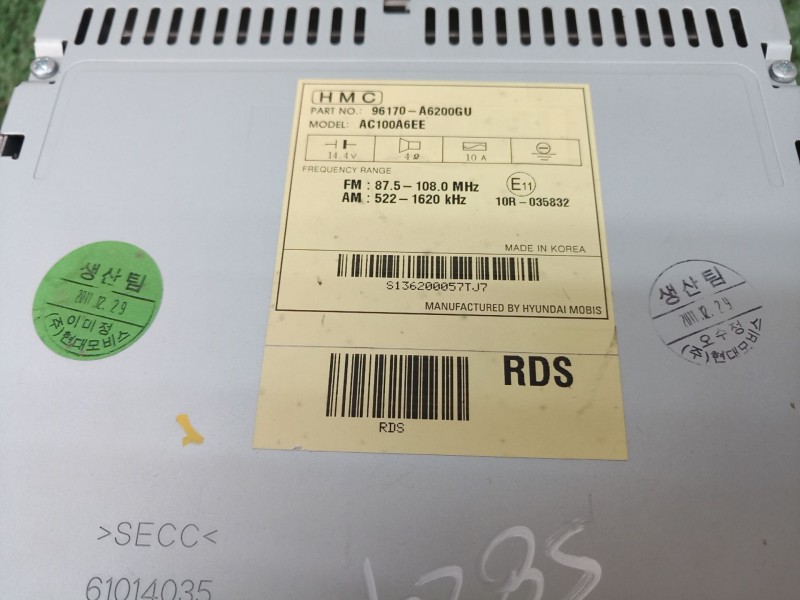 HMC
PART NO.: 96170-A6200GU
MODEL: AC100A6EE
14.4V 4Ω 10A
FREQUENCY RANGE
FM : 87.5-108.0 MHz
AM : 522-1620 kHz
E11
10R-035832
MADE IN KOREA
S136200057TJ7
MANUFACTURED BY HYUNDAI MOBIS
RDS
RDS
생산팀
2011.12.29
이미정
(주)현대모비스
생산팀
2011.12.29
오수정
(주)현대모비스
>SECC<
61014035